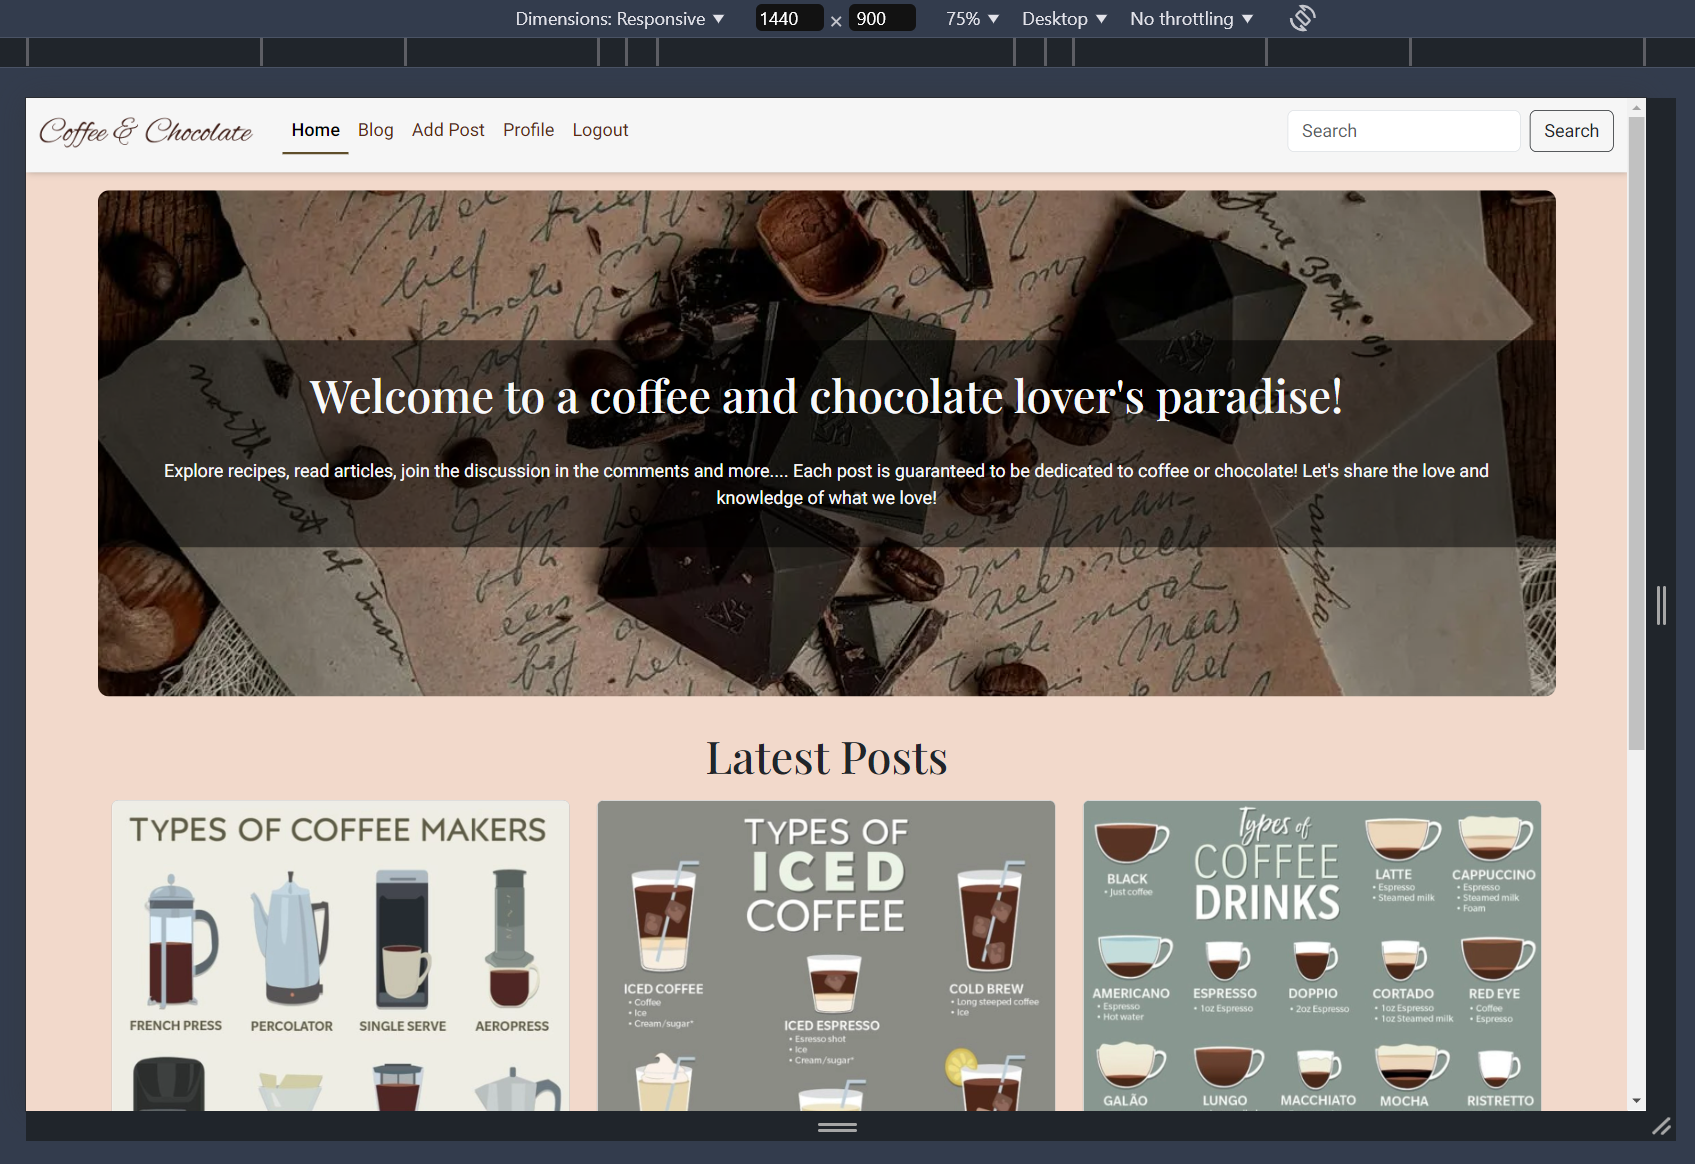 Dimensions: Responsive ▼ 1440 × 900 75% ▼ Desktop ▼ No throttling ▼
Coffee & Chocolate Home Blog Add Post Profile Logout Search Search
Welcome to a coffee and chocolate lover's paradise!
Explore recipes, read articles, join the discussion in the comments and more.... Each post is guaranteed to be dedicated to coffee or chocolate! Let's share the love and
knowledge of what we love!
Latest Posts
TYPES OF COFFEE MAKERS
FRENCH PRESS
PERCOLATOR
SINGLE SERVE
AEROPRESS
TYPES OF
ICED
COFFEE
ICED COFFEE
• Coffee
• Ice
• Cream/sugar*
ICED ESPRESSO
• Esresso shot
• Ice
• Cream/sugar*
COLD BREW
• Long steeped coffee
• Ice
Types of
COFFEE
DRINKS
BLACK
• Just coffee
LATTE
• Espresso
• Steamed milk
CAPPUCCINO
• Espresso
• Steamed milk
• Foam
AMERICANO
• Espresso
• Hot water
ESPRESSO
• 1oz Espresso
DOPPIO
• 2oz Espresso
CORTADO
• 1oz Espresso
• 1oz Steamed milk
RED EYE
• Coffee
• Espresso
GALÃO
LUNGO
MACCHIATO
MOCHA
RISTRETTO